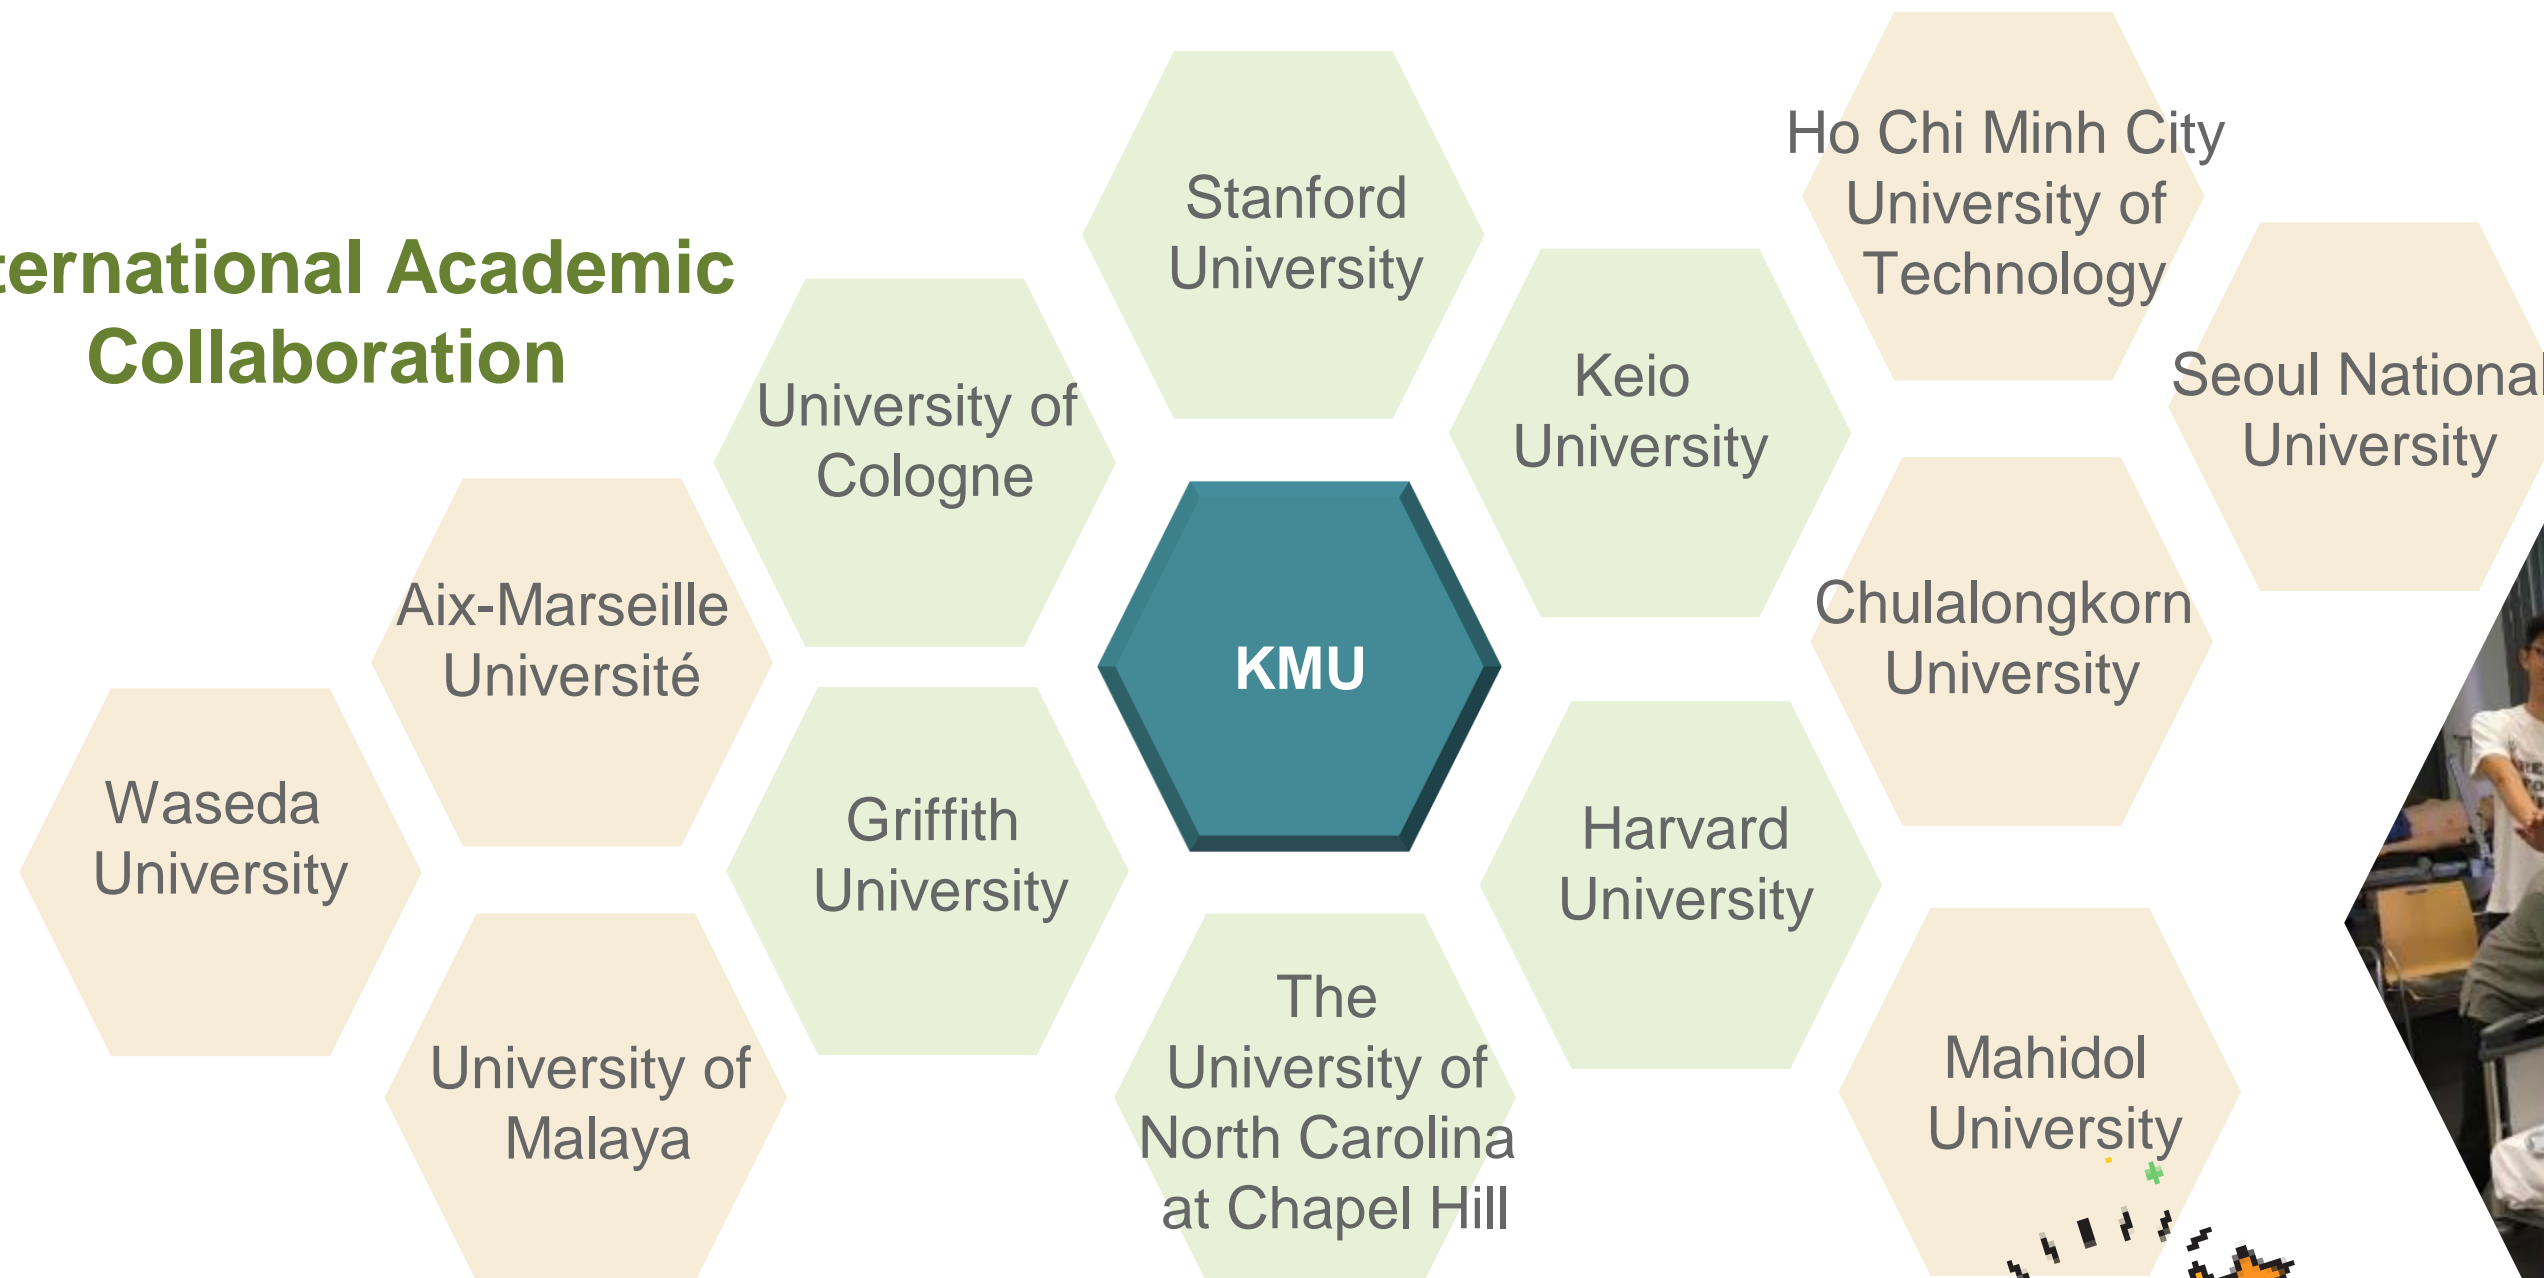 ternational Academic
Collaboration
Stanford
University
Ho Chi Minh City
University of
Technology
University of
Cologne
Keio
University
Seoul National
University
Aix-Marseille
Université
KMU
Chulalongkorn
University
Waseda
University
Griffith
University
Harvard
University
University of
Malaya
The
University of
North Carolina
at Chapel Hill
Mahidol
University